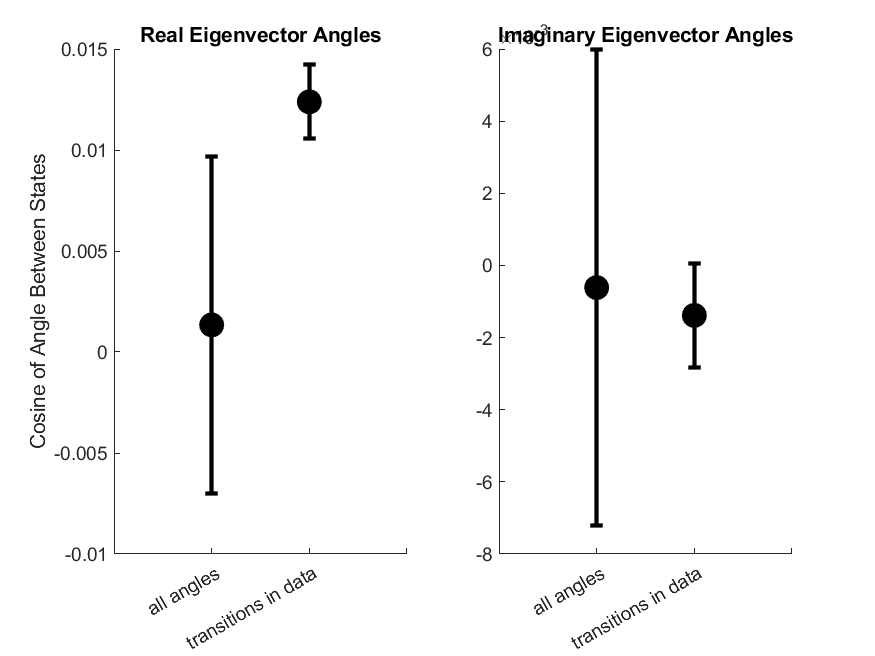 Real Eigenvector Angles
Cosine of Angle Between States
0.015
0.01
0.005
0
-0.005
-0.01
all angles
transitions in data
Imaginary Eigenvector Angles
6
4
2
0
-2
-4
-6
-8
all angles
transitions in data